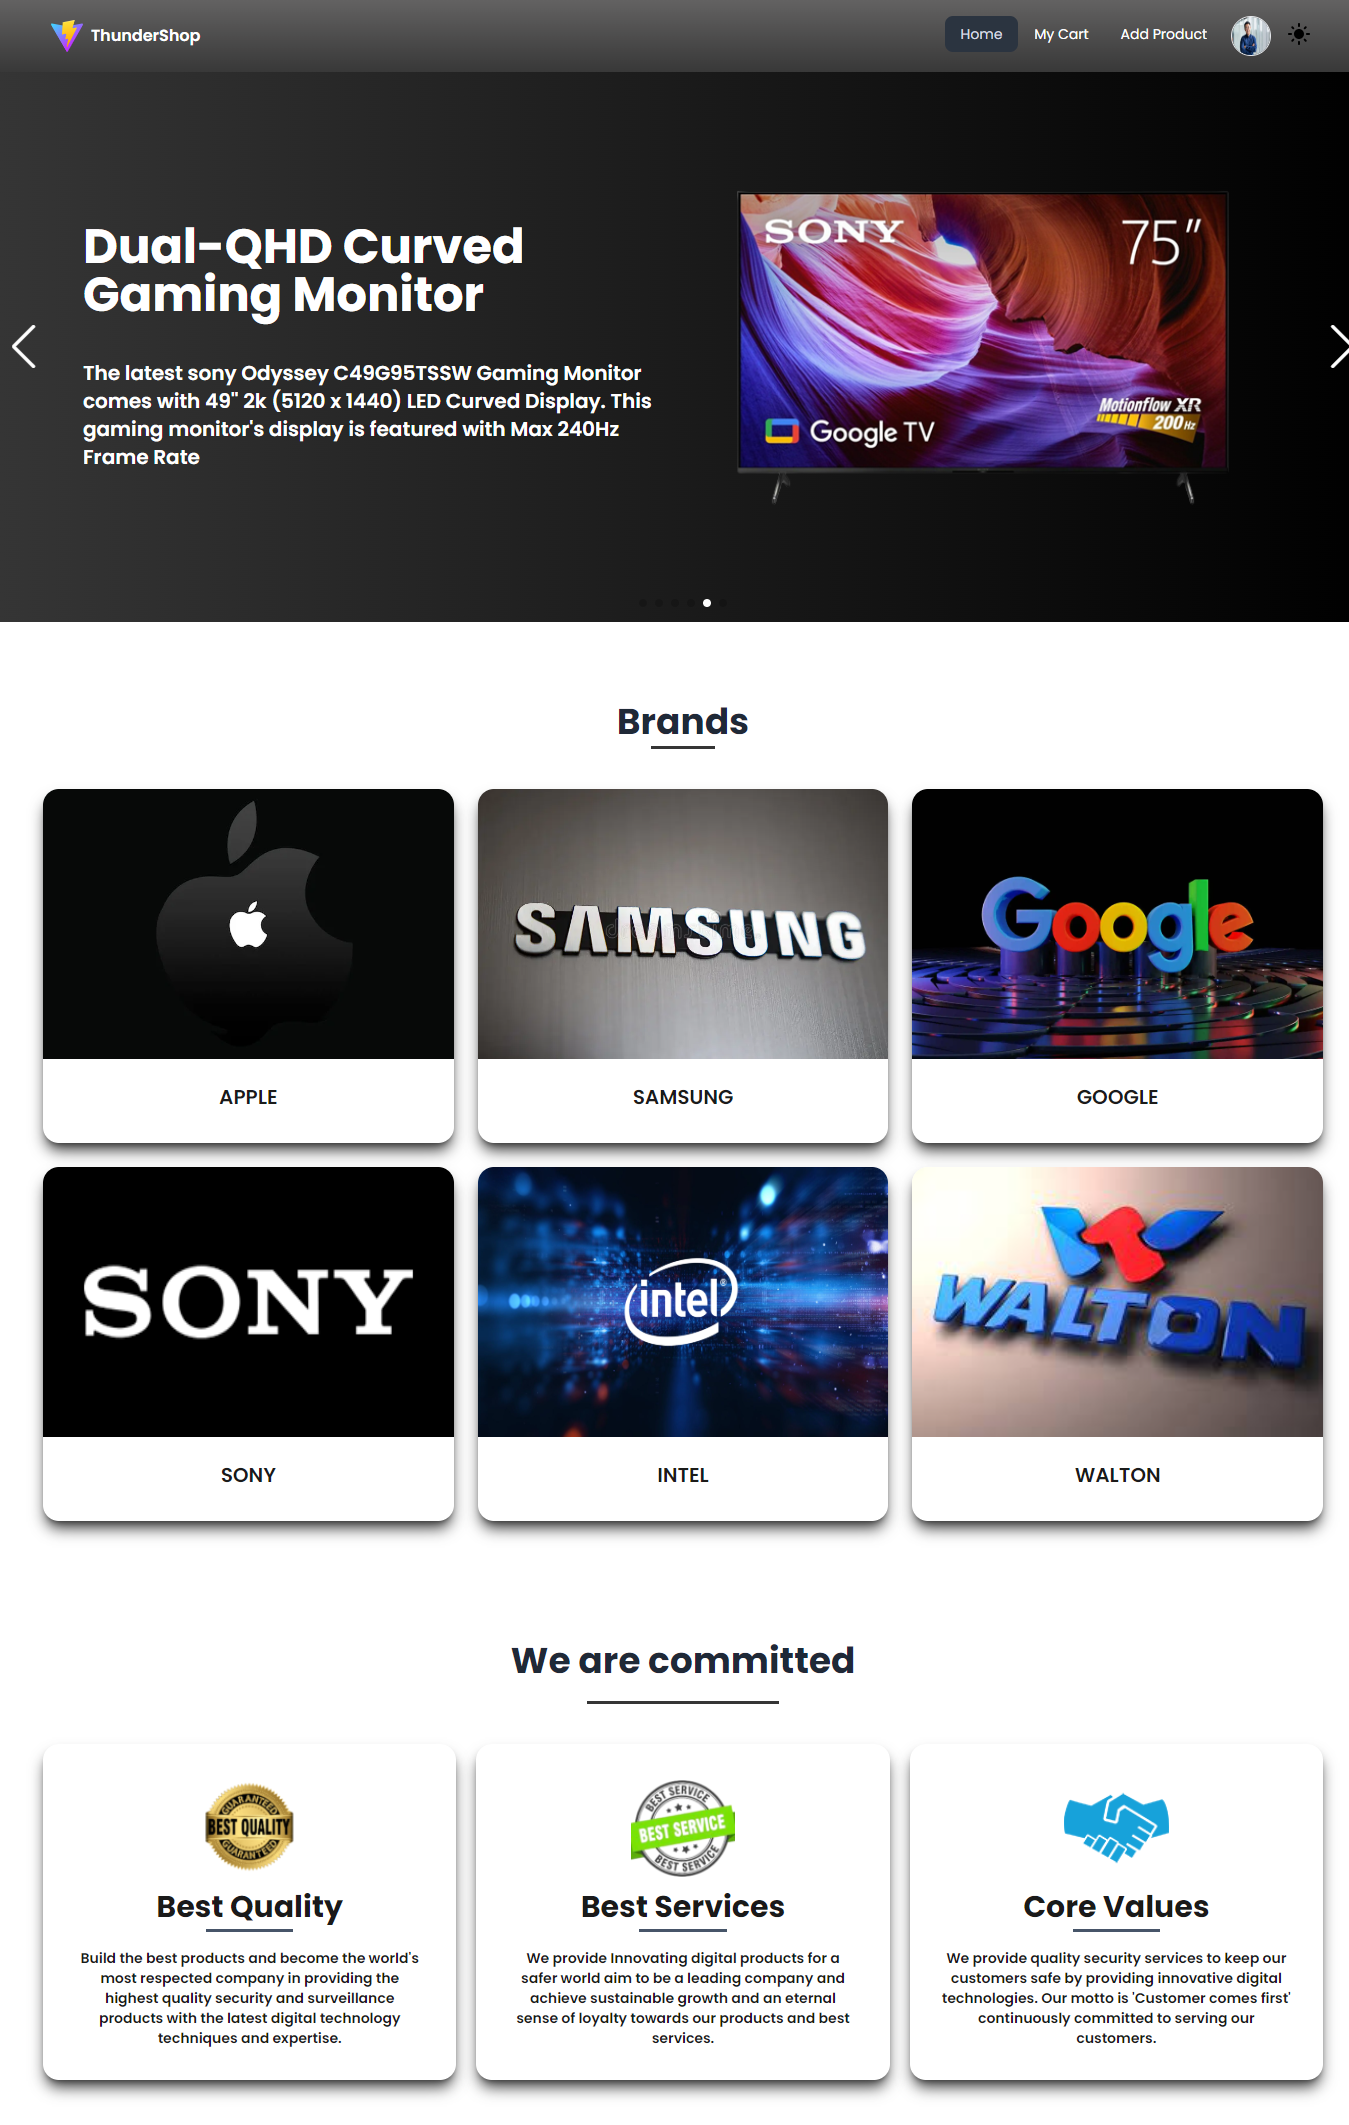 ThunderShop
Home
My Cart
Add Product
Dual-QHD Curved
Gaming Monitor
The latest sony Odyssey C49G95TSSW Gaming Monitor
comes with 49" 2k (5120 x 1440) LED Curved Display. This
gaming monitor's display is featured with Max 240Hz
Frame Rate
SONY
75"
Google TV
Motionflow XR
200 Hz
Brands
SAMSUNG
Google
APPLE
SAMSUNG
GOOGLE
SONY
intel®
WALTON
SONY
INTEL
WALTON
We are committed
GUARANTEED
BEST QUALITY
GUARANTEED
Best Quality
Build the best products and become the world's
most respected company in providing the
highest quality security and surveillance
products with the latest digital technology
techniques and expertise.
BEST SERVICE
BEST SERVICE
BEST SERVICE
Best Services
We provide Innovating digital products for a
safer world aim to be a leading company and
achieve sustainable growth and an eternal
sense of loyalty towards our products and best
services.
Core Values
We provide quality security services to keep our
customers safe by providing innovative digital
technologies. Our motto is 'Customer comes first'
continuously committed to serving our
customers.